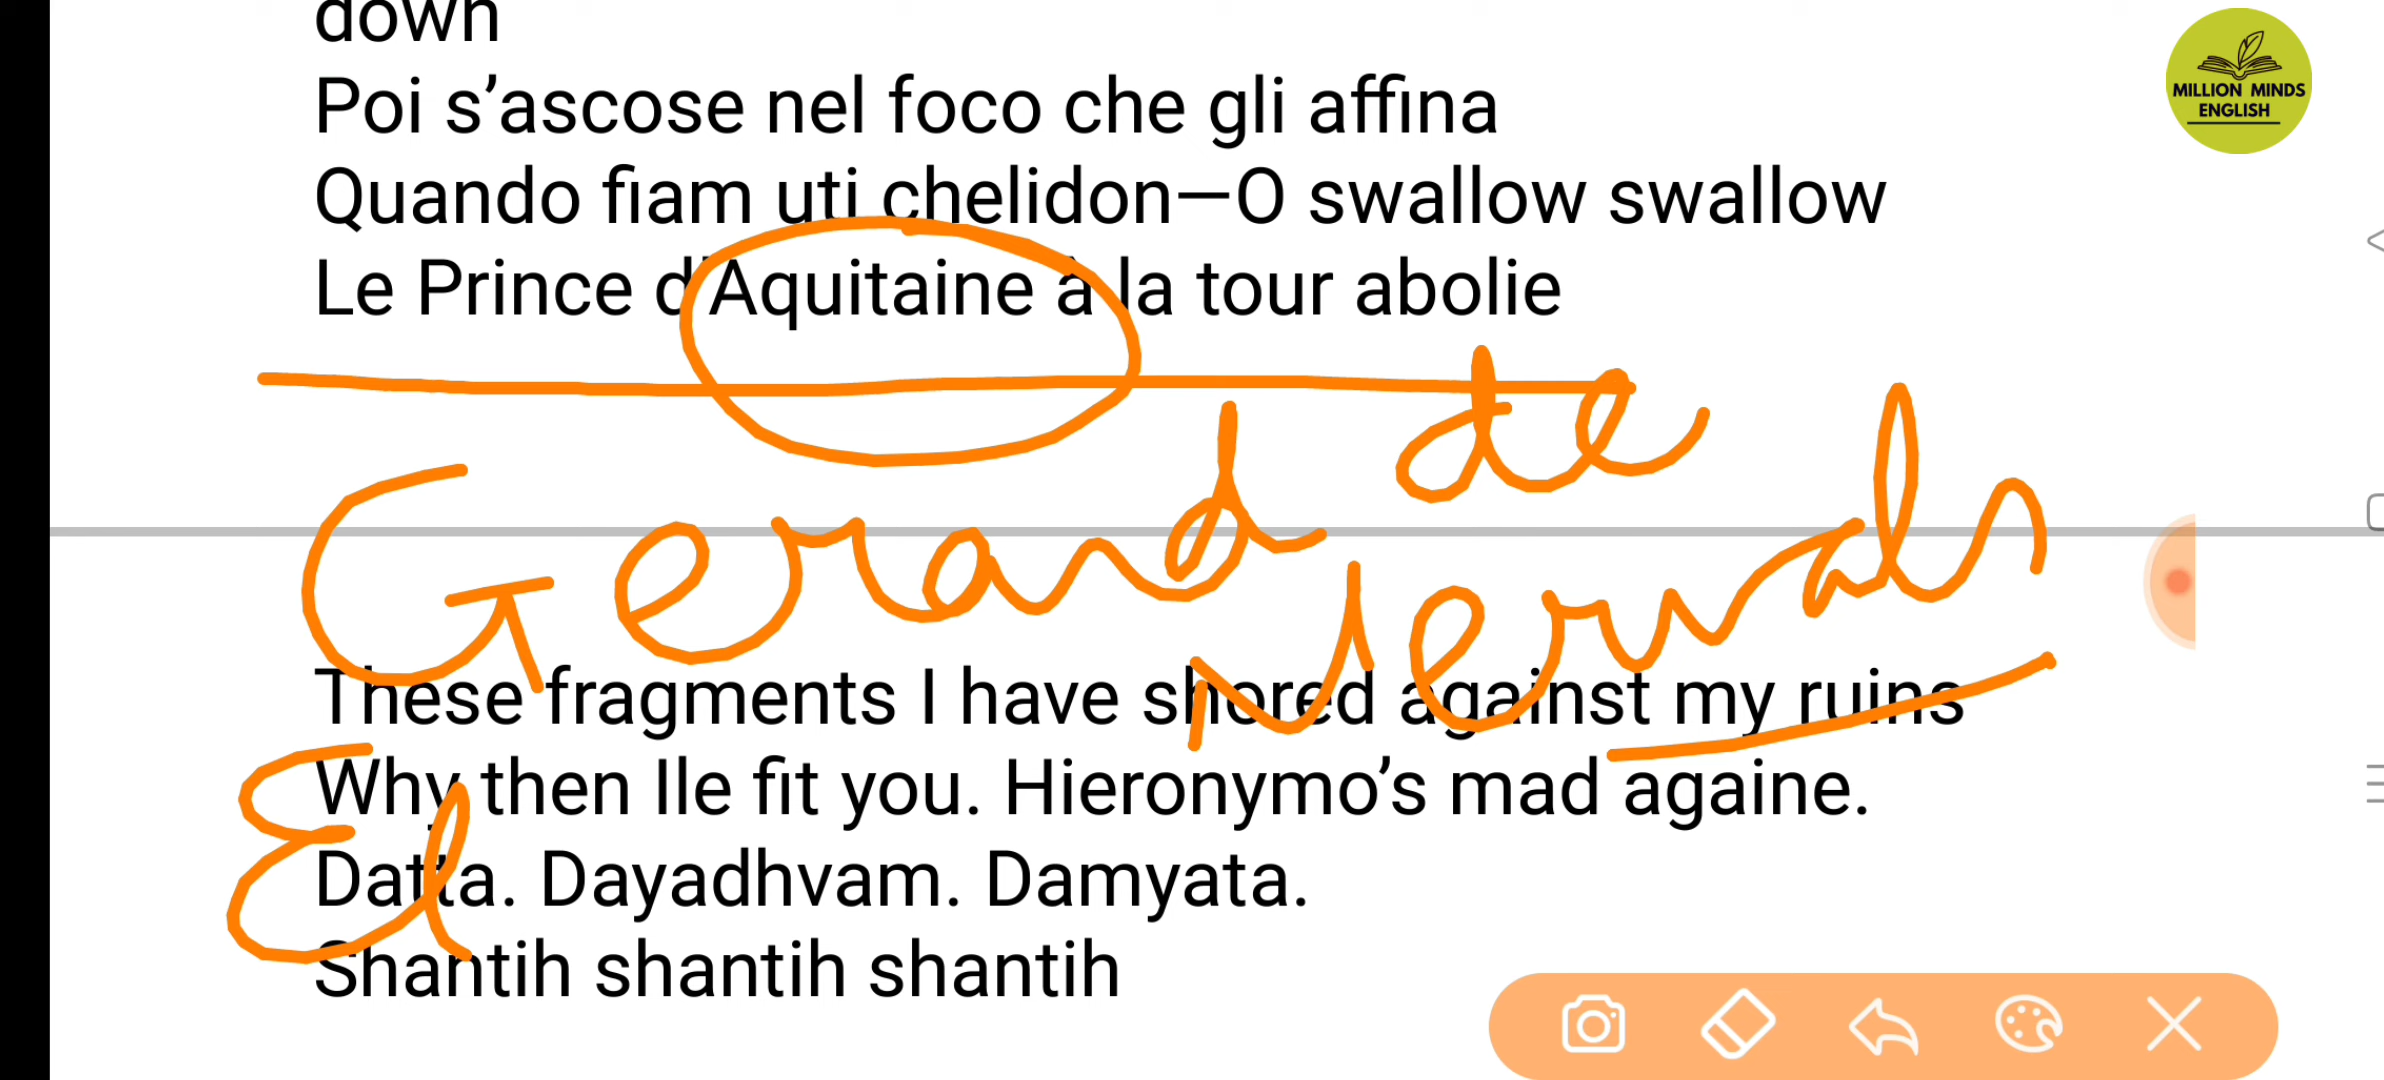 down
Poi s’ascose nel foco che gli affina
Quando fiam uti chelidon—O swallow swallow
Le Prince d'Aquitaine à la tour abolie
Gerard de
Nervals
These fragments I have shored against my ruins
Why then Ile fit you. Hieronymo’s mad againe.
Datta. Dayadhvam. Damyata.
Shantih shantih shantih
El
MILLION MINDS
ENGLISH